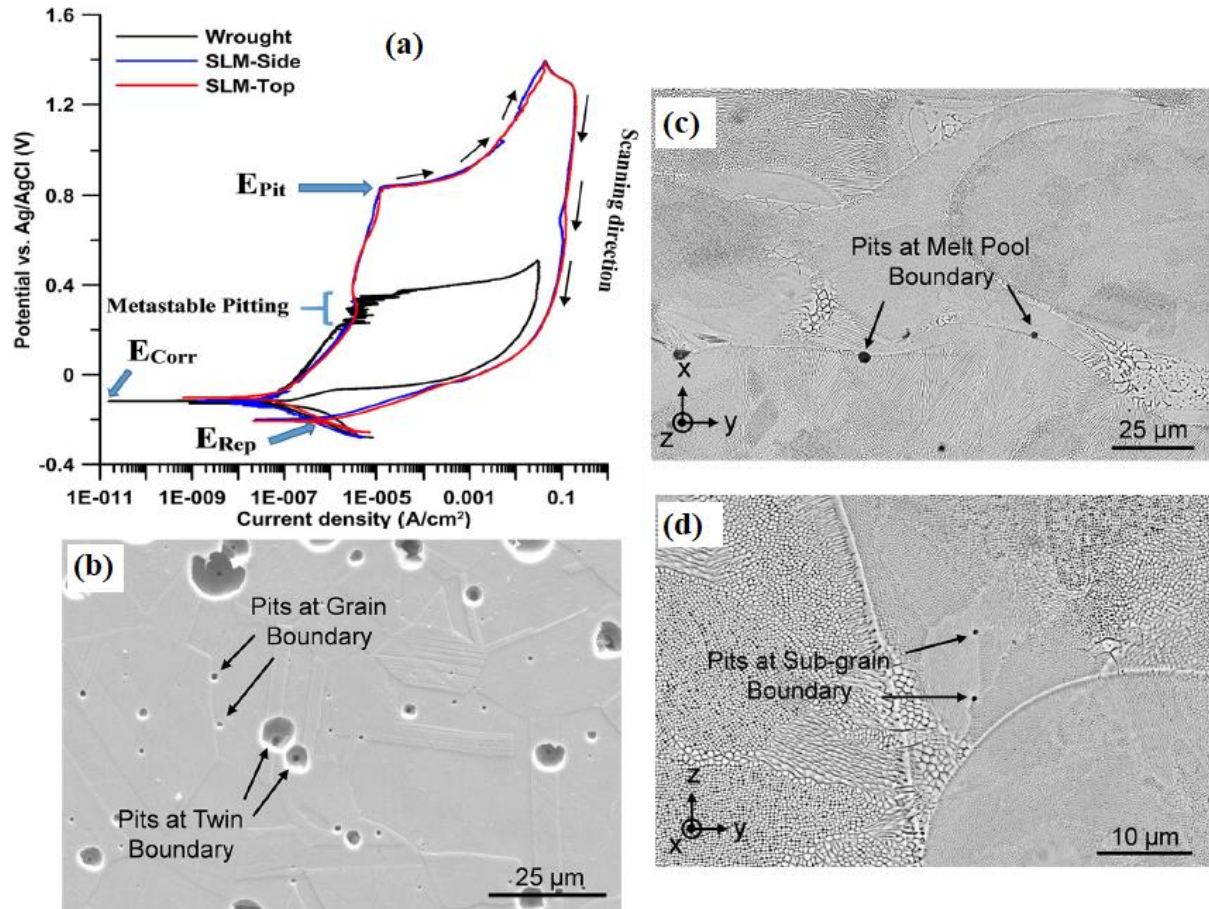 (a)
Wrought
SLM-Side
SLM-Top
Potential vs. Ag/AgCl (V)
1.6
1.2
0.8
0.4
0
-0.4
E_Pit
Metastable Pitting
E_Corr
E_Rep
Scanning direction
1E-011 1E-009 1E-007 1E-005 0.001 0.1
Current density (A/cm²)
(b)
Pits at Grain
Boundary
Pits at Twin
Boundary
25 µm
(c)
Pits at Melt Pool
Boundary
x
z y
25 µm
(d)
Pits at Sub-grain
Boundary
z
x y
10 µm